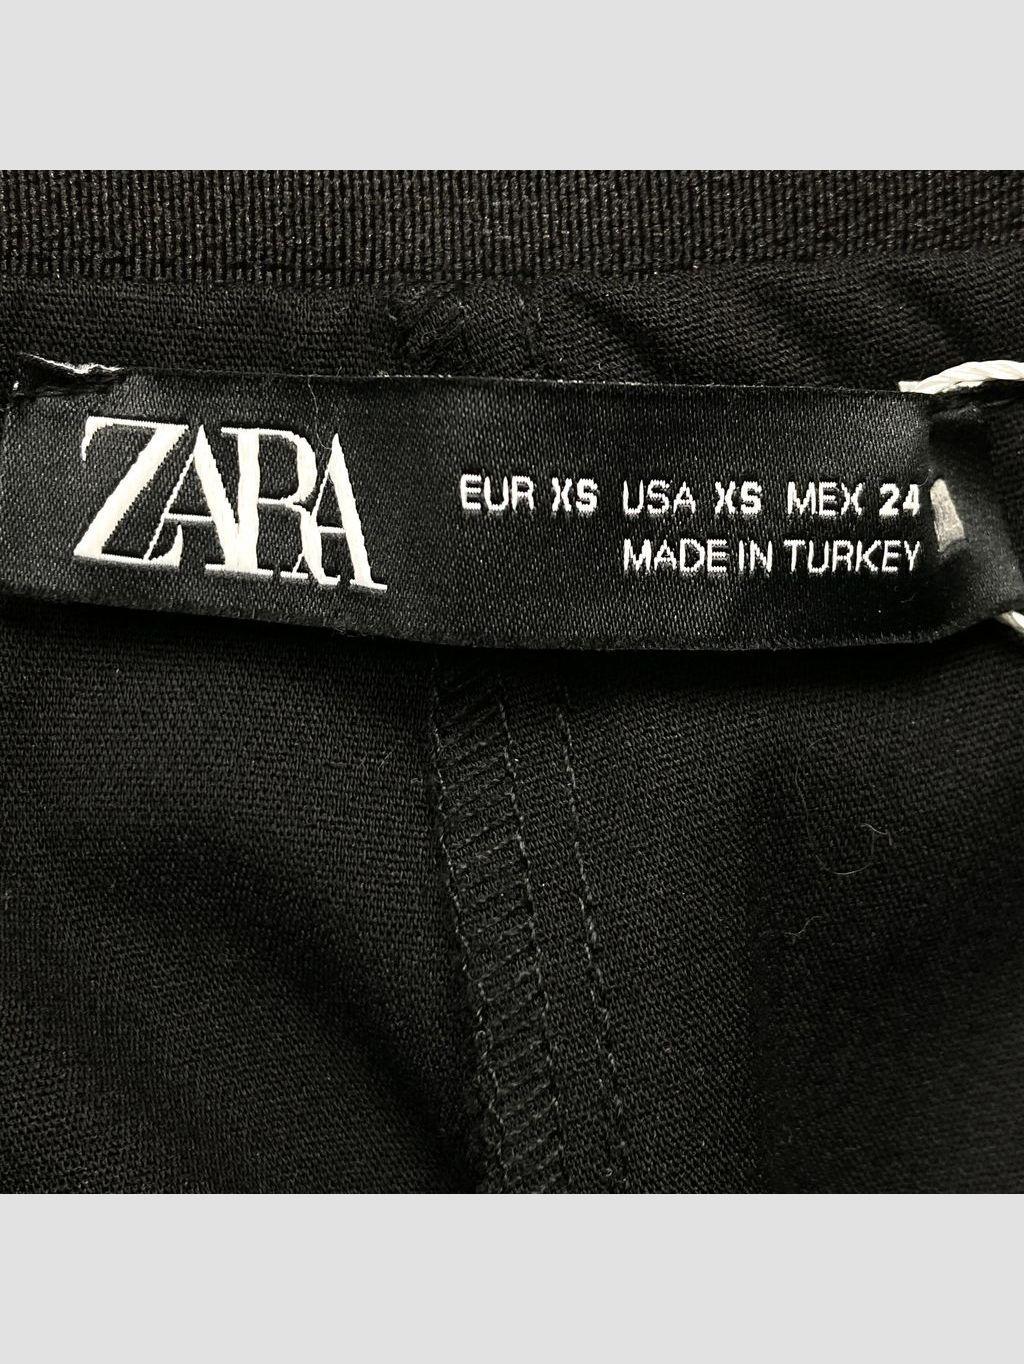 ZARA
EUR XS USA XS MEX 24
MADE IN TURKEY